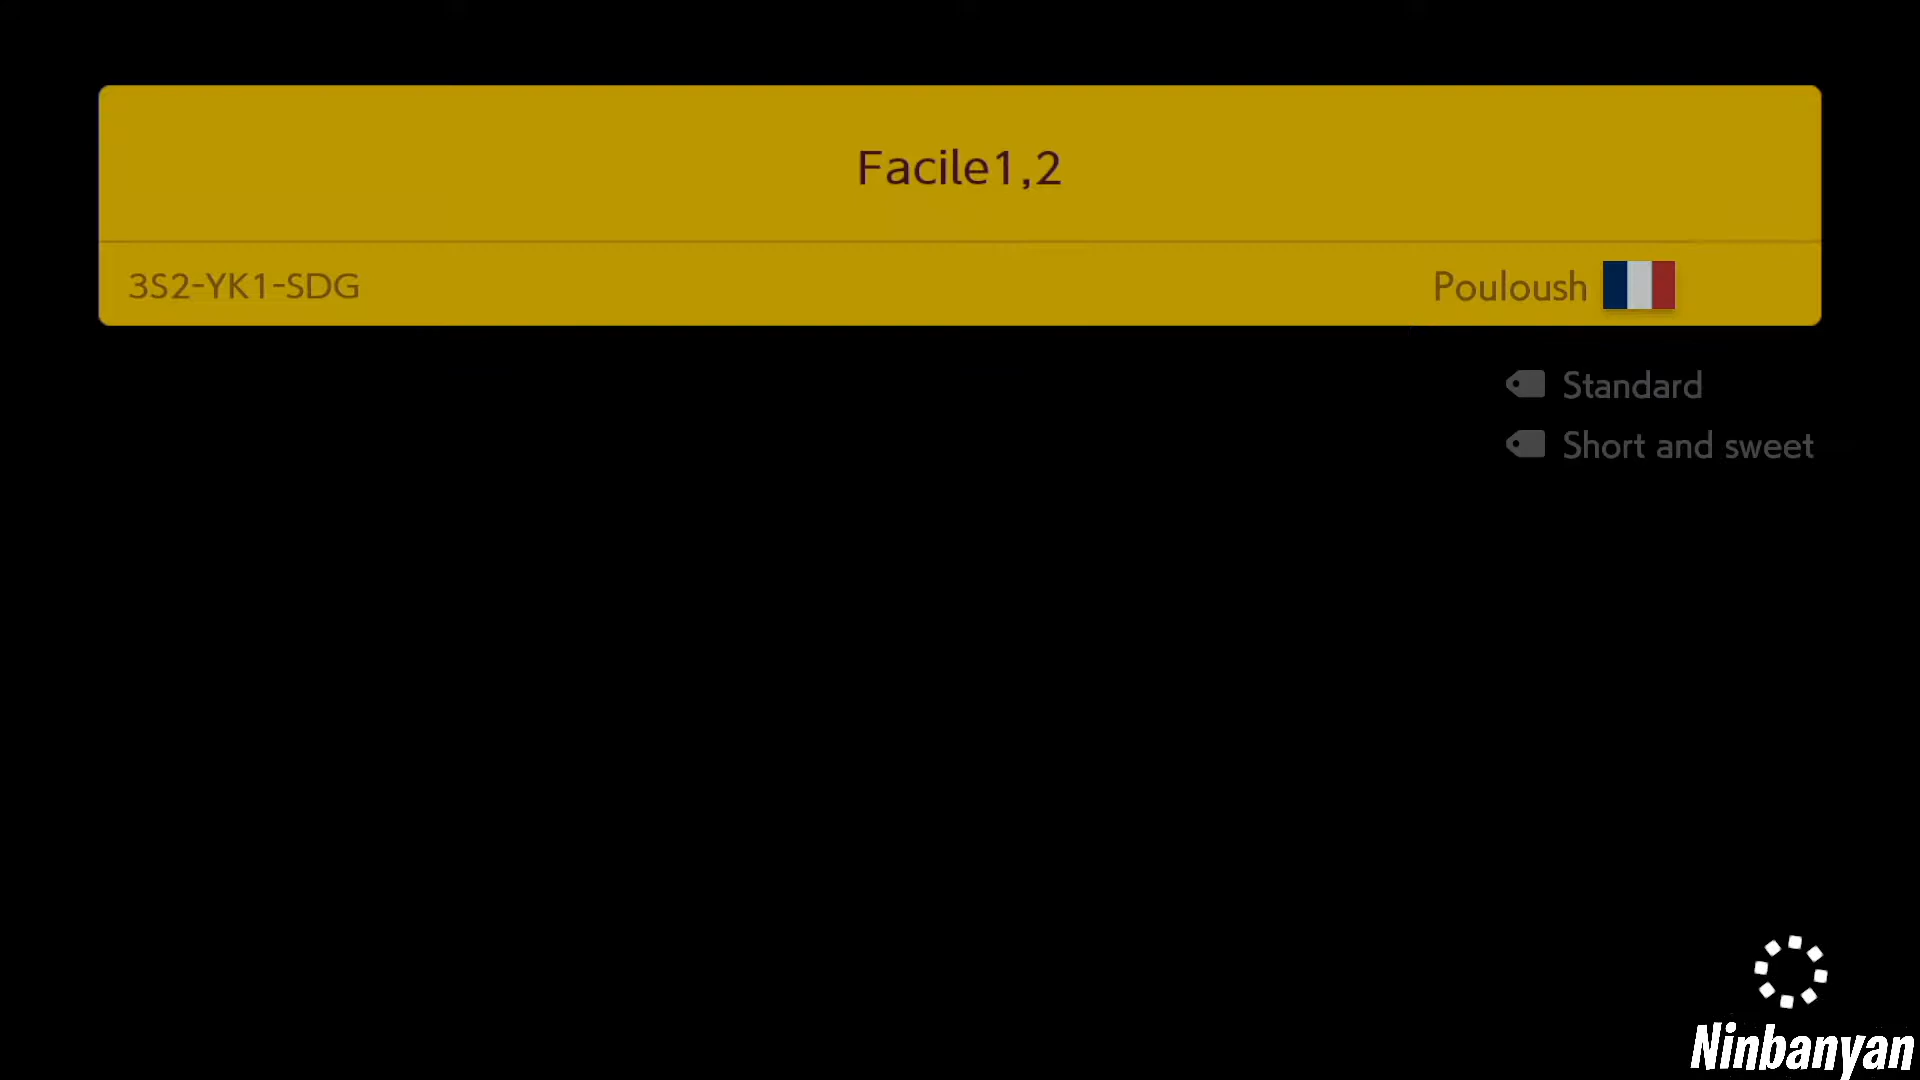 Facile1,2
3S2-YK1-SDG
Pouloush
Standard
Short and sweet
Ninbanyan